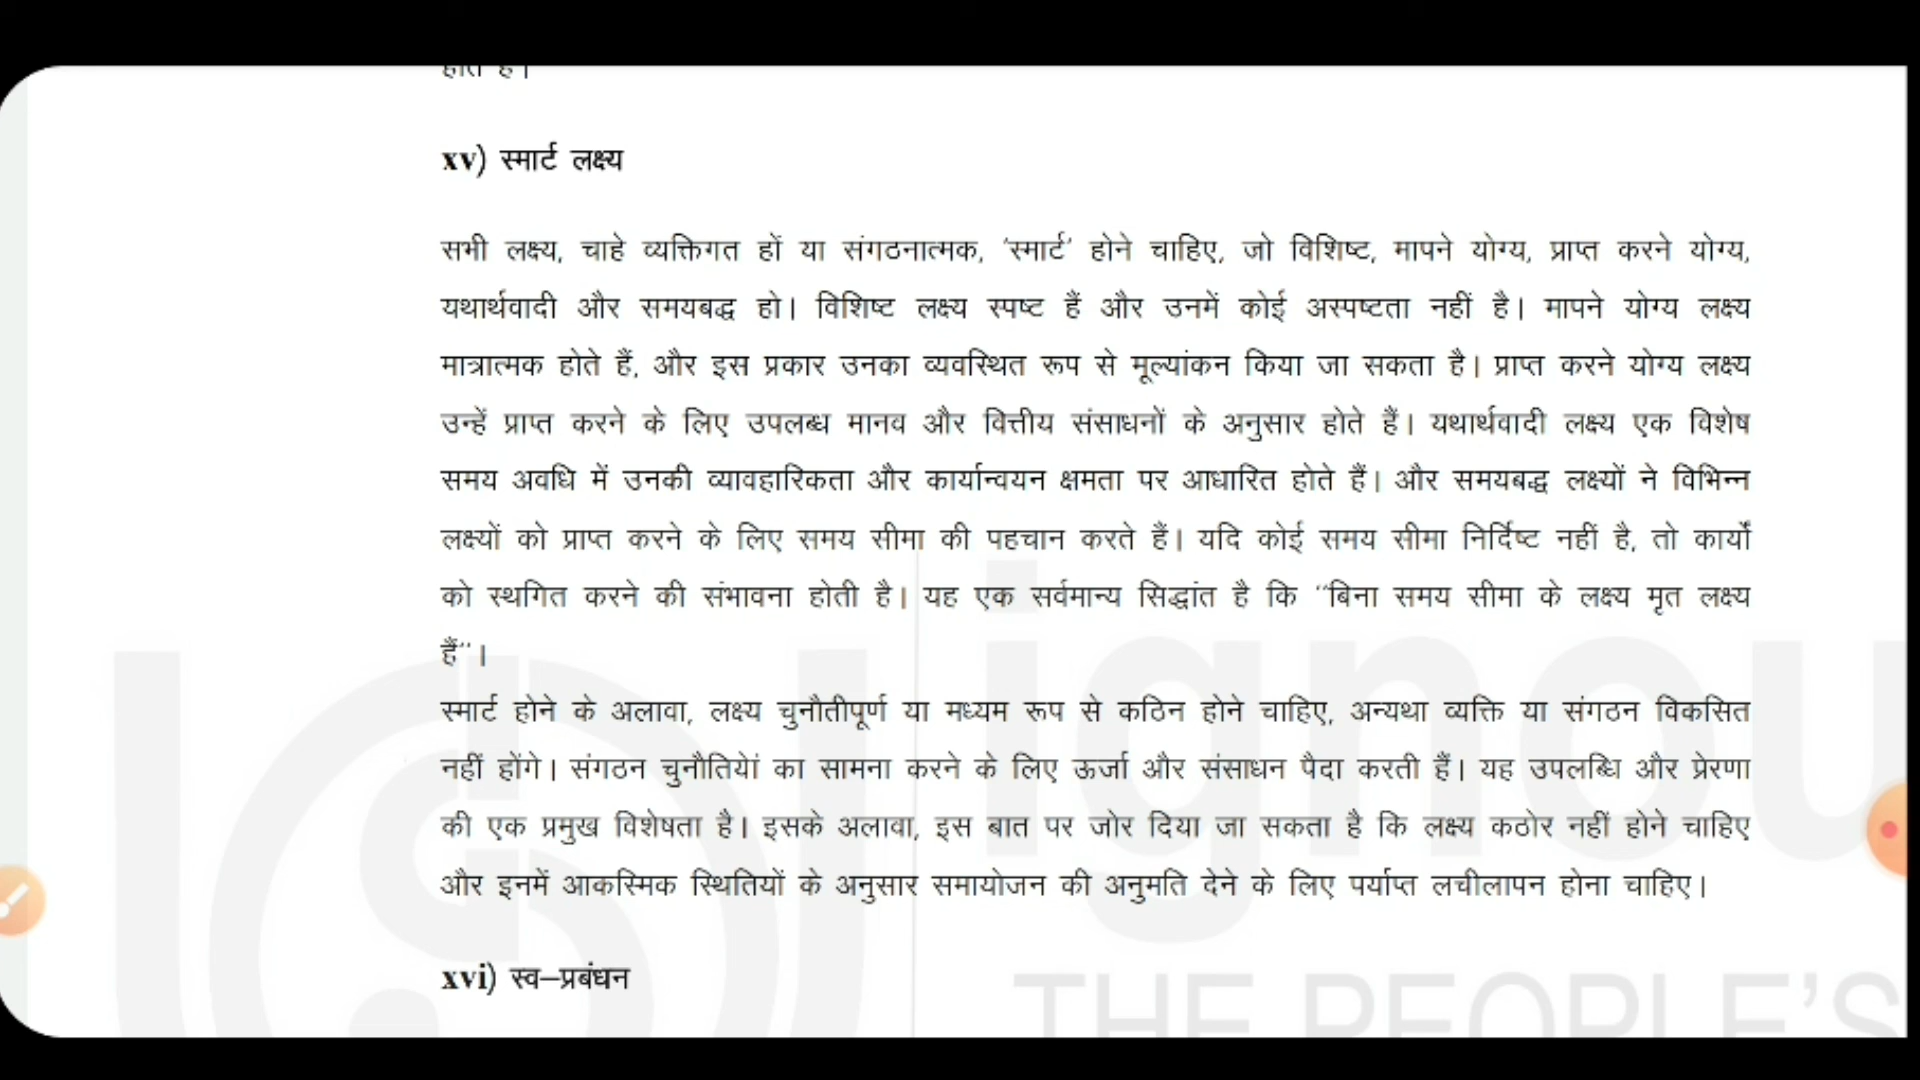 होते हैं।
xv) स्मार्ट लक्ष्य
सभी लक्ष्य, चाहे व्यक्तिगत हों या संगठनात्मक, ‘स्मार्ट’ होने चाहिए, जो विशिष्ट, मापने योग्य, प्राप्त करने योग्य,
यथार्थवादी और समयबद्ध हो। विशिष्ट लक्ष्य स्पष्ट हैं और उनमें कोई अस्पष्टता नहीं है। मापने योग्य लक्ष्य
मात्रात्मक होते हैं, और इस प्रकार उनका व्यवस्थित रूप से मूल्यांकन किया जा सकता है। प्राप्त करने योग्य लक्ष्य
उन्हें प्राप्त करने के लिए उपलब्ध मानव और वित्तीय संसाधनों के अनुसार होते हैं। यथार्थवादी लक्ष्य एक विशेष
समय अवधि में उनकी व्यावहारिकता और कार्यान्वयन क्षमता पर आधारित होते हैं। और समयबद्ध लक्ष्यों ने विभिन्न
लक्ष्यों को प्राप्त करने के लिए समय सीमा की पहचान करते हैं। यदि कोई समय सीमा निर्दिष्ट नहीं है, तो कार्यों
को स्थगित करने की संभावना होती है। यह एक सर्वमान्य सिद्धांत है कि “बिना समय सीमा के लक्ष्य मृत लक्ष्य
हैं“।
स्मार्ट होने के अलावा, लक्ष्य चुनौतीपूर्ण या मध्यम रूप से कठिन होने चाहिए, अन्यथा व्यक्ति या संगठन विकसित
नहीं होंगे। संगठन चुनौतियेां का सामना करने के लिए ऊर्जा और संसाधन पैदा करती हैं। यह उपलब्धि और प्रेरणा
की एक प्रमुख विशेषता है। इसके अलावा, इस बात पर जोर दिया जा सकता है कि लक्ष्य कठोर नहीं होने चाहिए
और इनमें आकस्मिक स्थितियों के अनुसार समायोजन की अनुमति देने के लिए पर्याप्त लचीलापन होना चाहिए।
xvi) स्व–प्रबंधन
ignou
THE PEOPLE’S